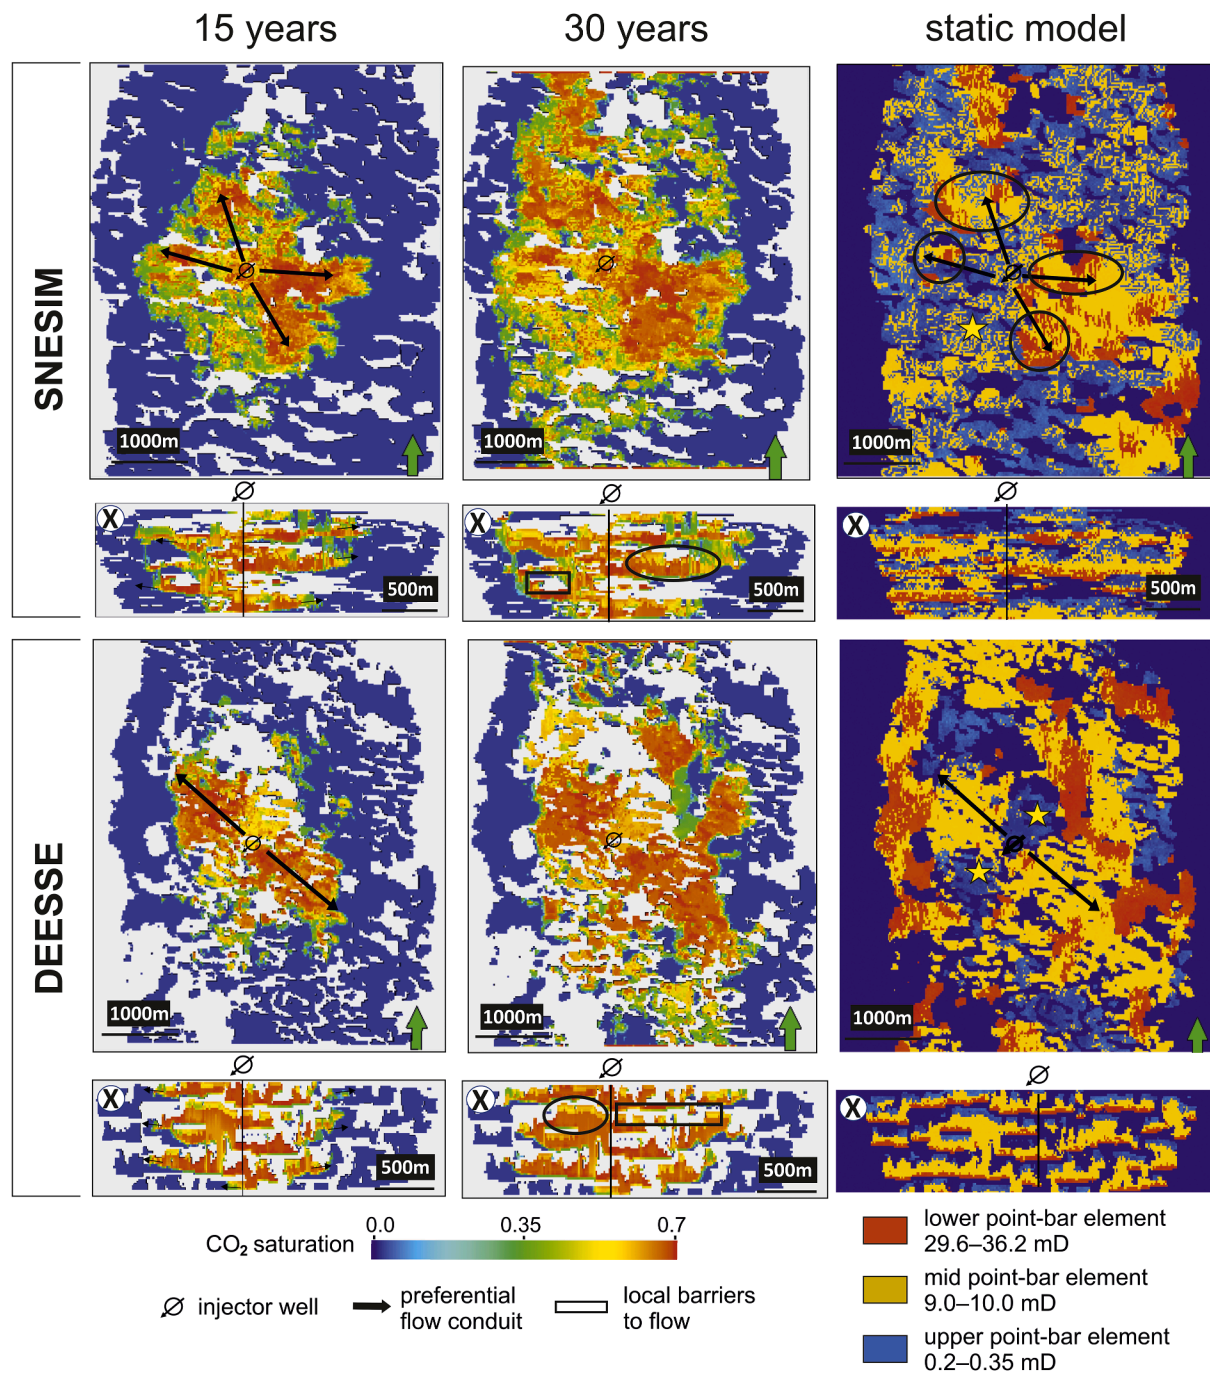 15 years
30 years
static model
SNESIM
1000m
1000m
1000m
X
500m
X
500m
X
500m
DEESSE
1000m
1000m
1000m
X
500m
X
500m
X
0.0
0.35
0.7
CO₂ saturation
injector well
preferential
flow conduit
local barriers
to flow
lower point-bar element
29.6–36.2 mD
mid point-bar element
9.0–10.0 mD
upper point-bar element
0.2–0.35 mD